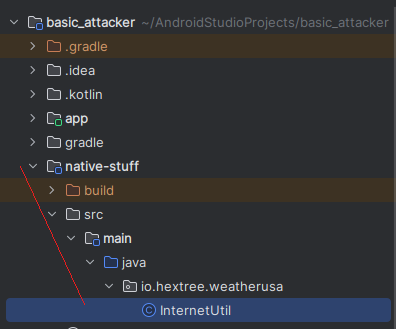 basic_attacker ~/AndroidStudioProjects/basic_attacker
.gradle
.idea
.kotlin
app
gradle
native-stuff
build
src
main
java
io.hextree.weatherusa
InternetUtil